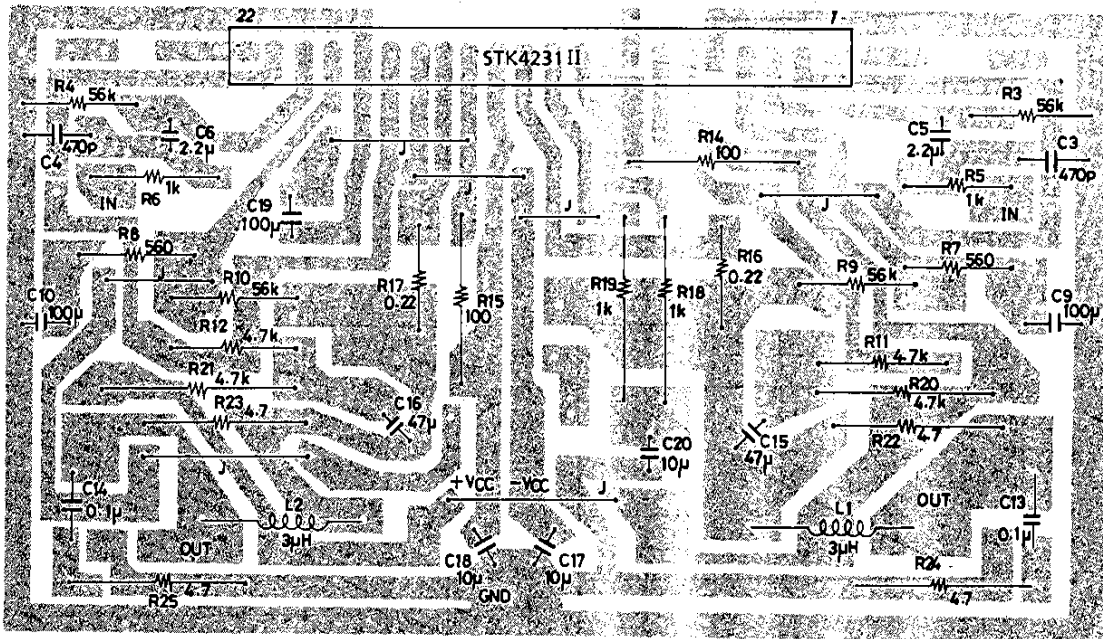 22
1
STK4231 II
R4
56k
R3
56k
470p
C4
C6
2.2μ
R14
100
C5
2.2μ
C3
470p
J
R6
1k
IN
J
R5
1k
IN
C19
100μ
J
J
R8
560
R7
560
J
R10
56k
R17
0.22
R15
100
R19
1k
R18
1k
R16
0.22
R9
56k
C10
100μ
C9
100μ
R12
4.7k
R11
4.7k
R21
4.7k
R20
4.7k
R23
4.7
C16
47μ
R22
4.7
C15
47μ
C20
10μ
J
C14
0.1μ
+VCC
-VCC
J
L2
3μH
L1
3μH
OUT
OUT
C13
0.1μ
C18
10μ
C17
10μ
GND
R25
4.7
R24
4.7